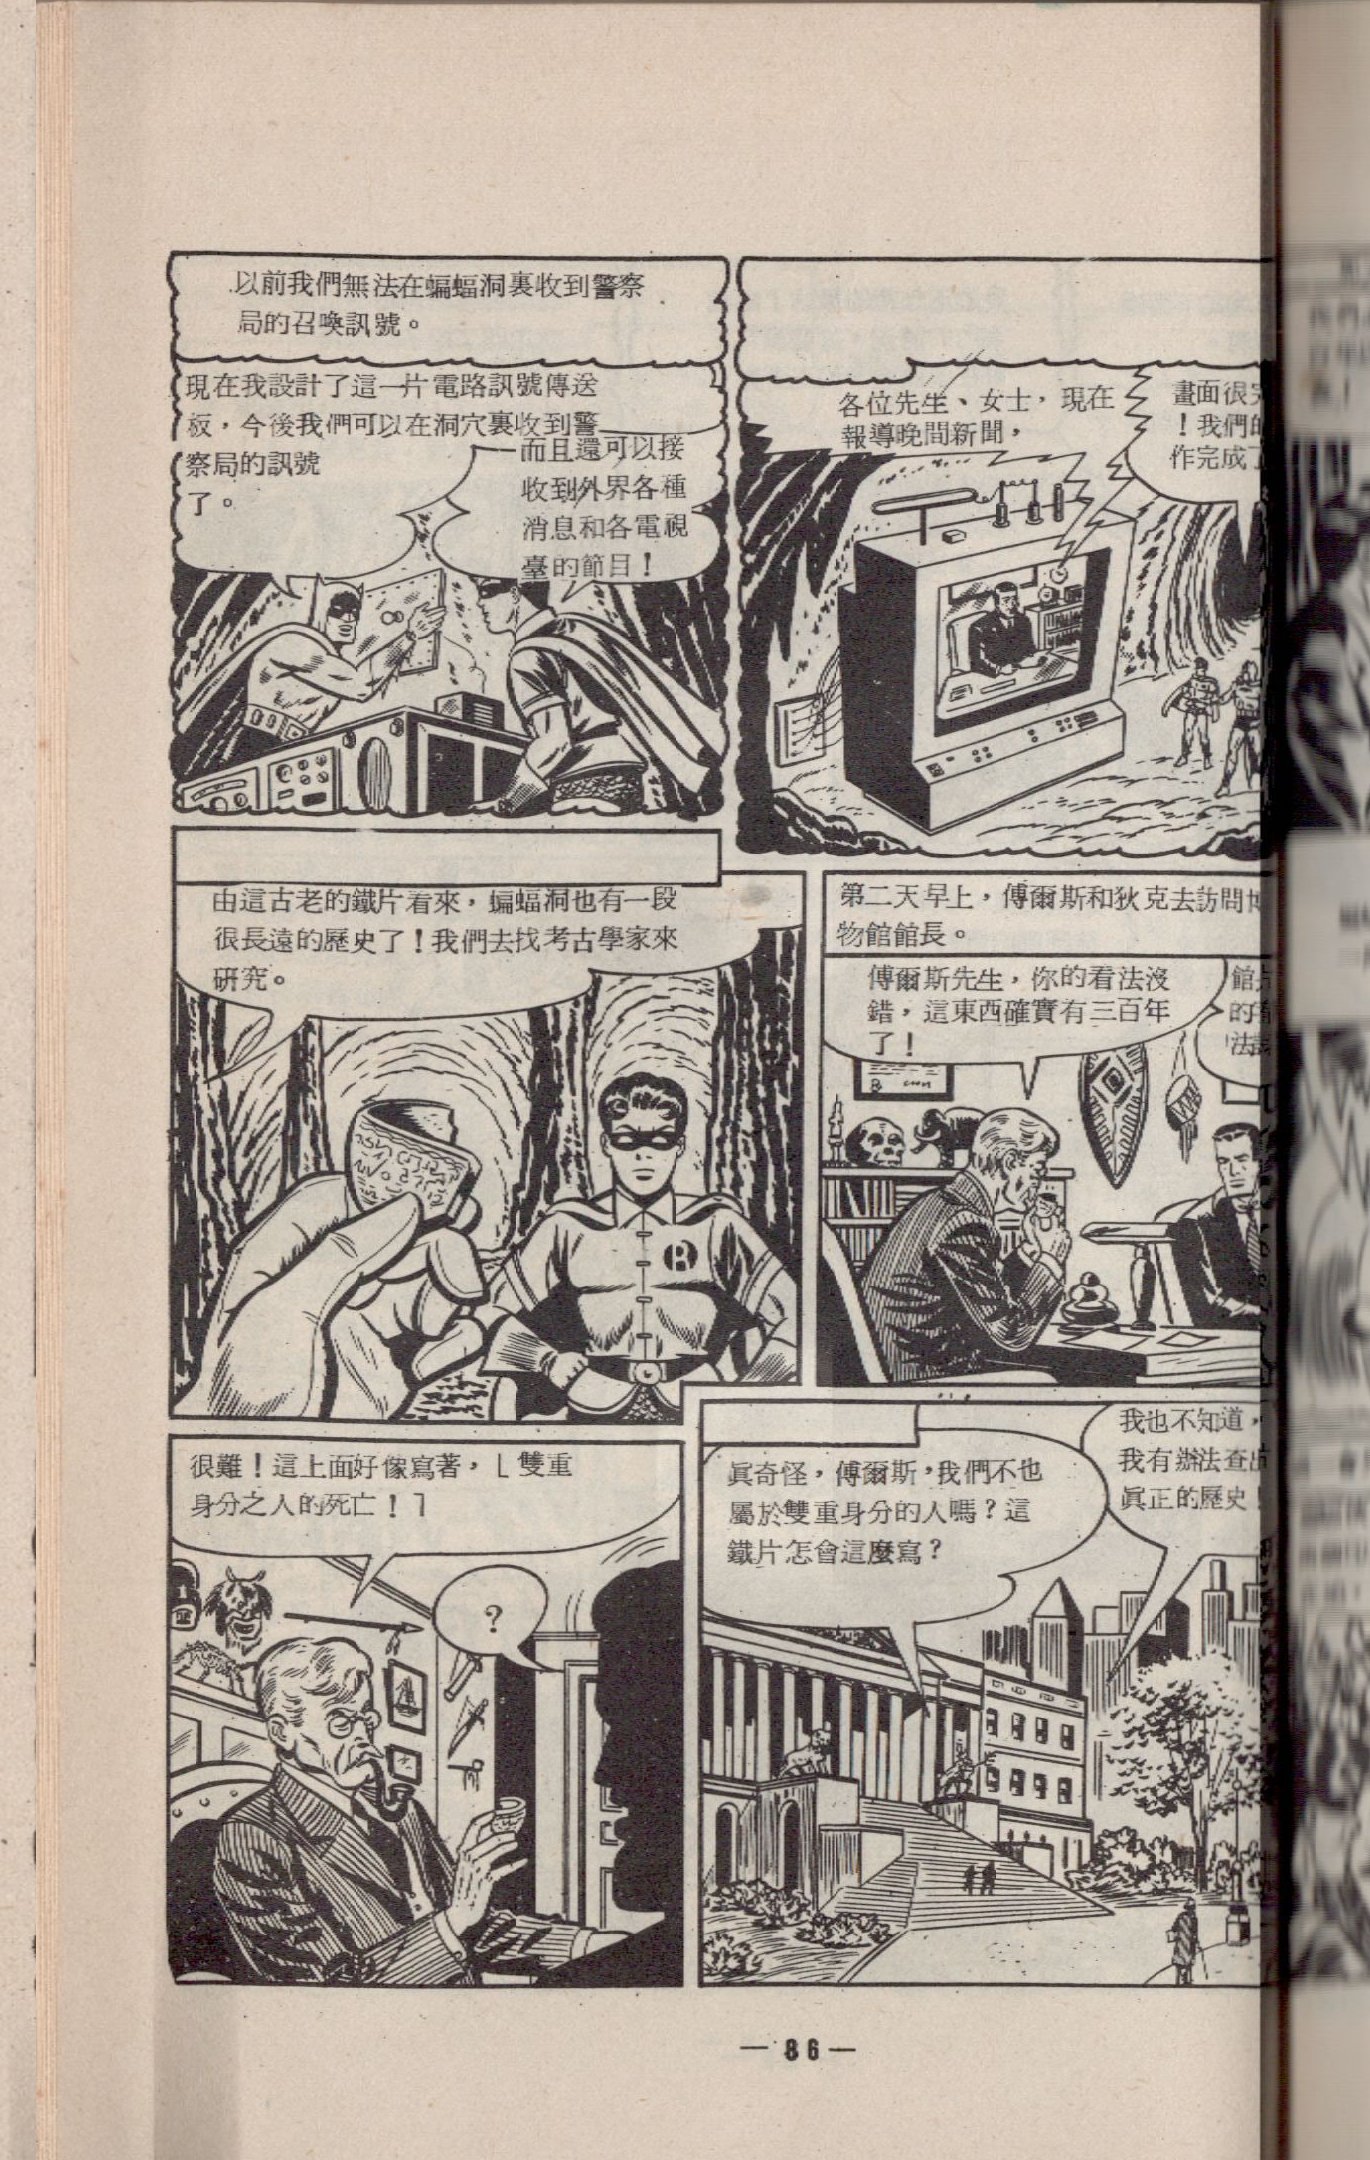 以前我們無法在蝙蝠洞裏收到警察
局的召喚訊號。
現在我設計了這一片電路訊號傳送
板，今後我們可以在洞穴裏收到警
察局的訊號
了。
而且還可以接
收到外界各種
消息和各電視
臺的節目！
各位先生、女士，現在
報導晚間新聞，
畫面很完
！我們的
作完成了
由這古老的鐵片看來，蝙蝠洞也有一段
很長遠的歷史了！我們去找考古學家來
研究。
R
第二天早上，傅爾斯和狄克去訪問博
物館館長。
傅爾斯先生，你的看法沒
錯，這東西確實有三百年
了！
館
的
法
很難！這上面好像寫著，﹂雙重
身分之人的死亡！﹁
？
眞奇怪，傅爾斯，我們不也
屬於雙重身分的人嗎？這
鐵片怎會這麼寫？
我也不知道，
我有辦法查出
眞正的歷史！
—86—